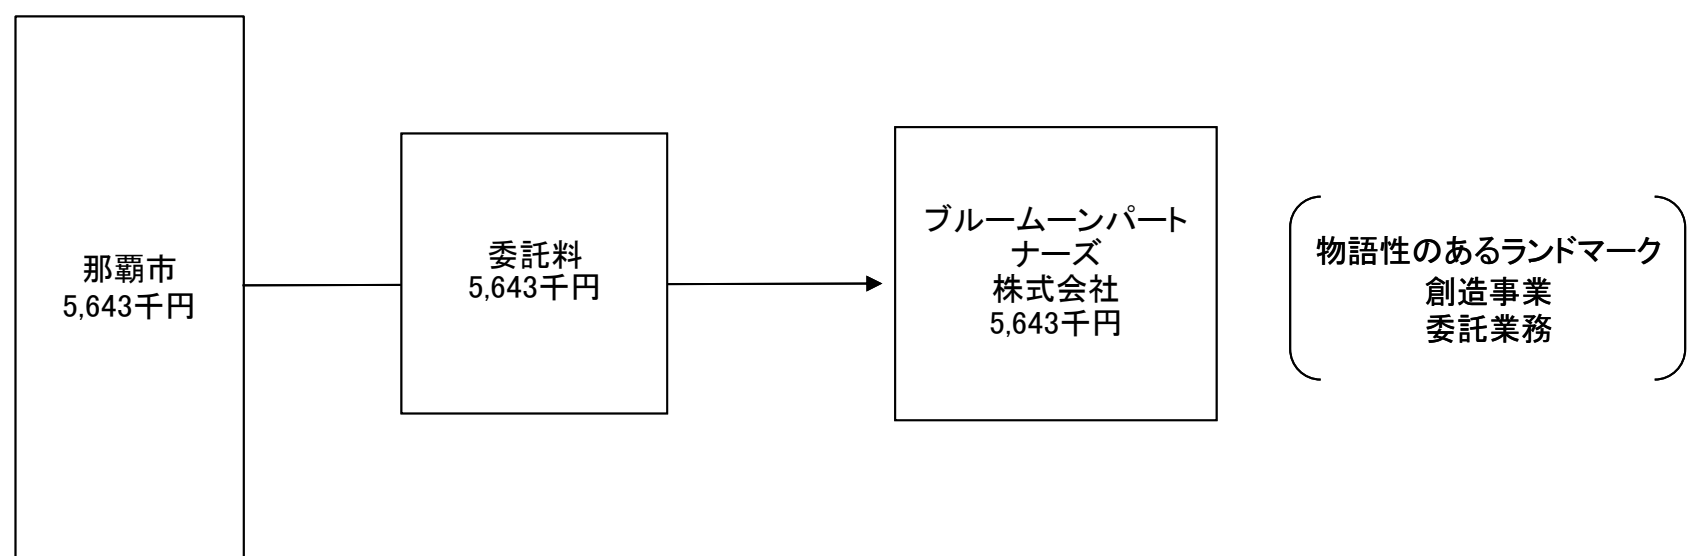 那覇市
5,643千円
委託料
5,643千円
ブルームーンパート
ナーズ
株式会社
5,643千円
物語性のあるランドマーク
創造事業
委託業務